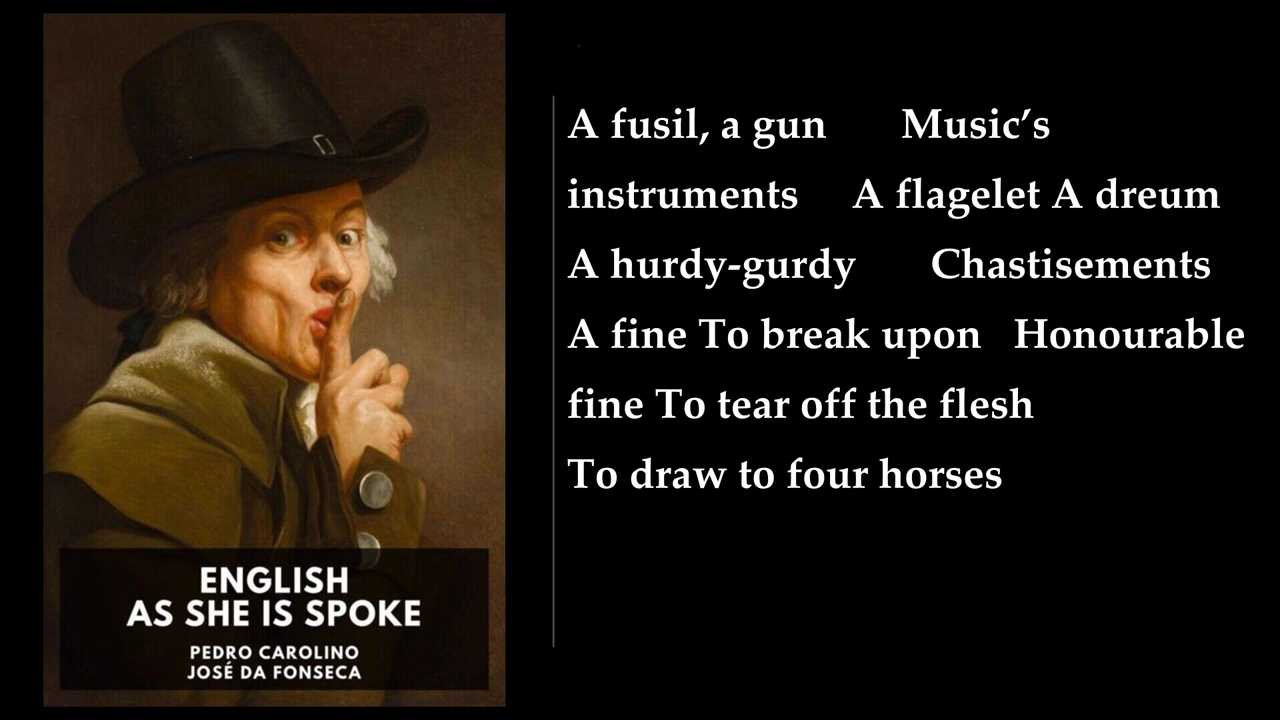 ENGLISH
AS SHE IS SPOKE
PEDRO CAROLINO
JOSÉ DA FONSECA
A fusil, a gun Music’s
instruments A flagelet A dreum
A hurdy-gurdy Chastisements
A fine To break upon Honourable
fine To tear off the flesh
To draw to four horses